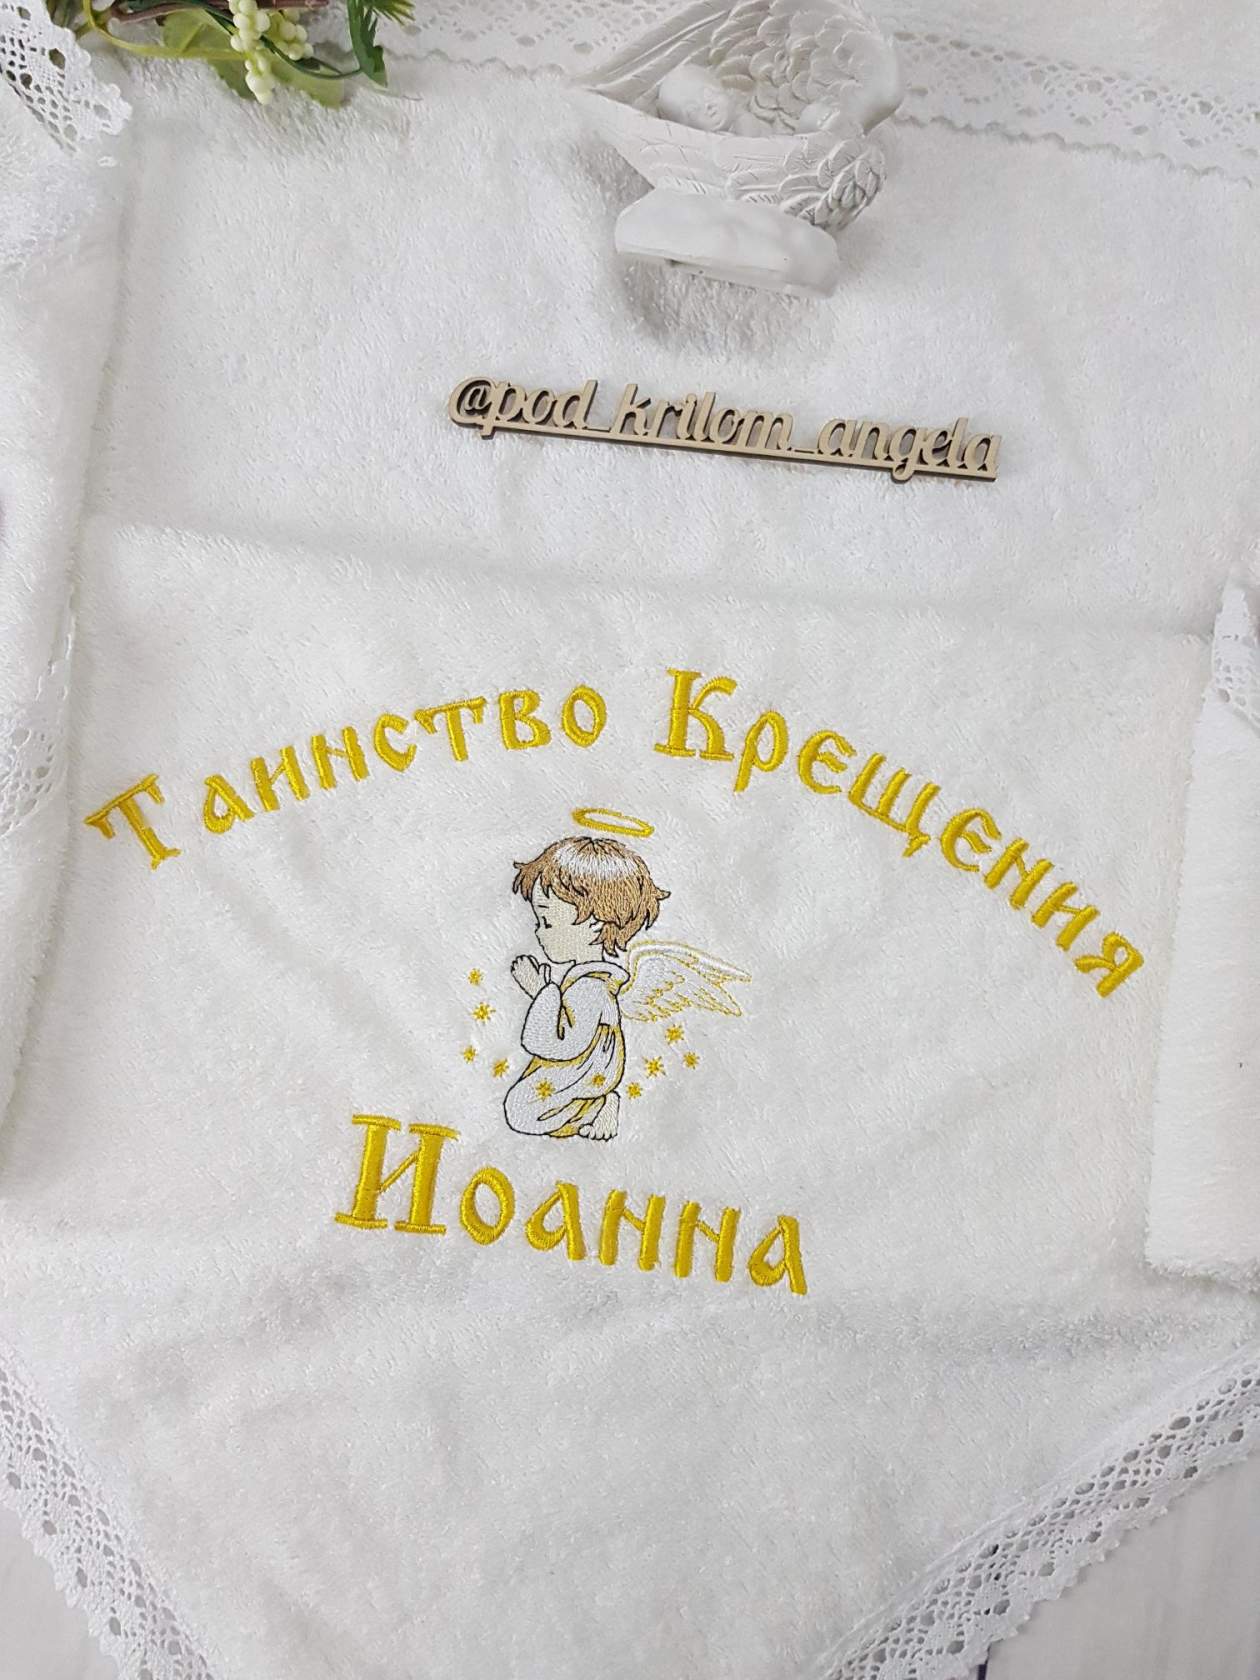 @pod_krilom_angela
Таинство Крещения
Иоанна